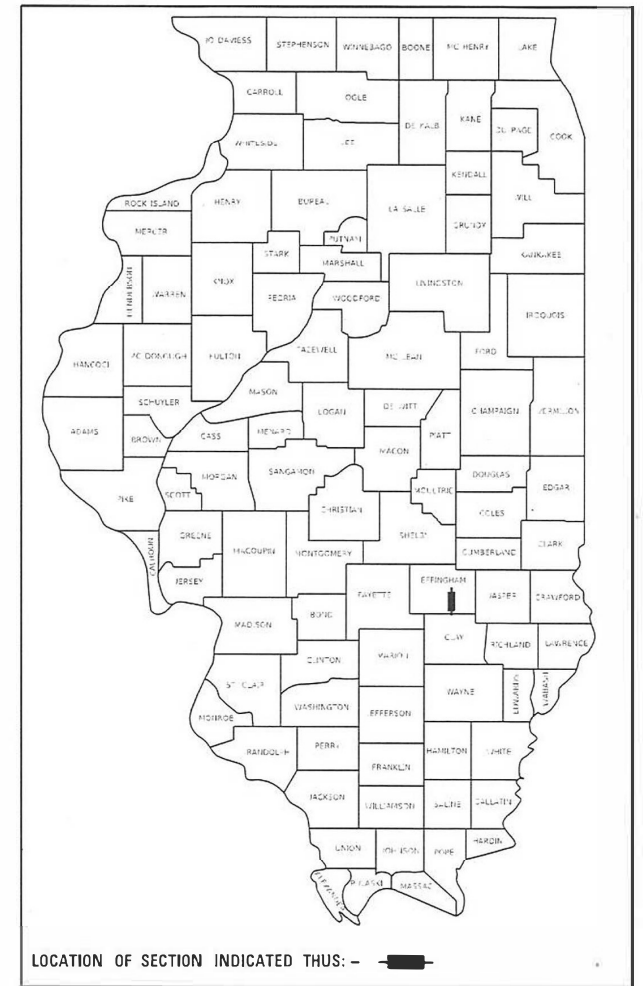 JO DAVIESS STEPHENSON WINNEBAGO BOONE MC HENRY LAKE
CARROLL OGLE DE KALB KANE DU PAGE COOK
WHITESIDE LEE KENDALL
ROCK ISLAND HENRY BUREAU LA SALLE GRUNDY WILL
MERCER PUTNAM
STARK MARSHALL KANKAKEE
HENDERSON WARREN KNOX PEORIA WOODFORD LIVINGSTON
IROQUOIS
HANCOCK FULTON TAZEWELL MC LEAN FORD
SCHUYLER MASON LOGAN DE WITT CHAMPAIGN
ADAMS BROWN CASS MENARD PIATT
MACON
MORGAN SANGAMON DOUGLAS
PIKE SCOTT MOULTRIE EDGAR
CHRISTIAN COLES
CALHOUN GREENE MACOUPIN MONTGOMERY SHELBY CUMBERLAND CLARK
JERSEY EFFINGHAM
FAYETTE JASPER CRAWFORD
MADISON BOND
CLAY RICHLAND LAWRENCE
CLINTON MARION
ST. CLAIR WAYNE EDWARDS WABASH
MONROE WASHINGTON EFFERSON
RANDOLPH PERRY HAMILTON WHITE
FRANKLIN
JACKSON WILLIAMSON SALINE GALLATIN
UNION JOHNSON POPE HARDIN
ALEXANDER PULASKI MASSAC
LOCATION OF SECTION INDICATED THUS: -